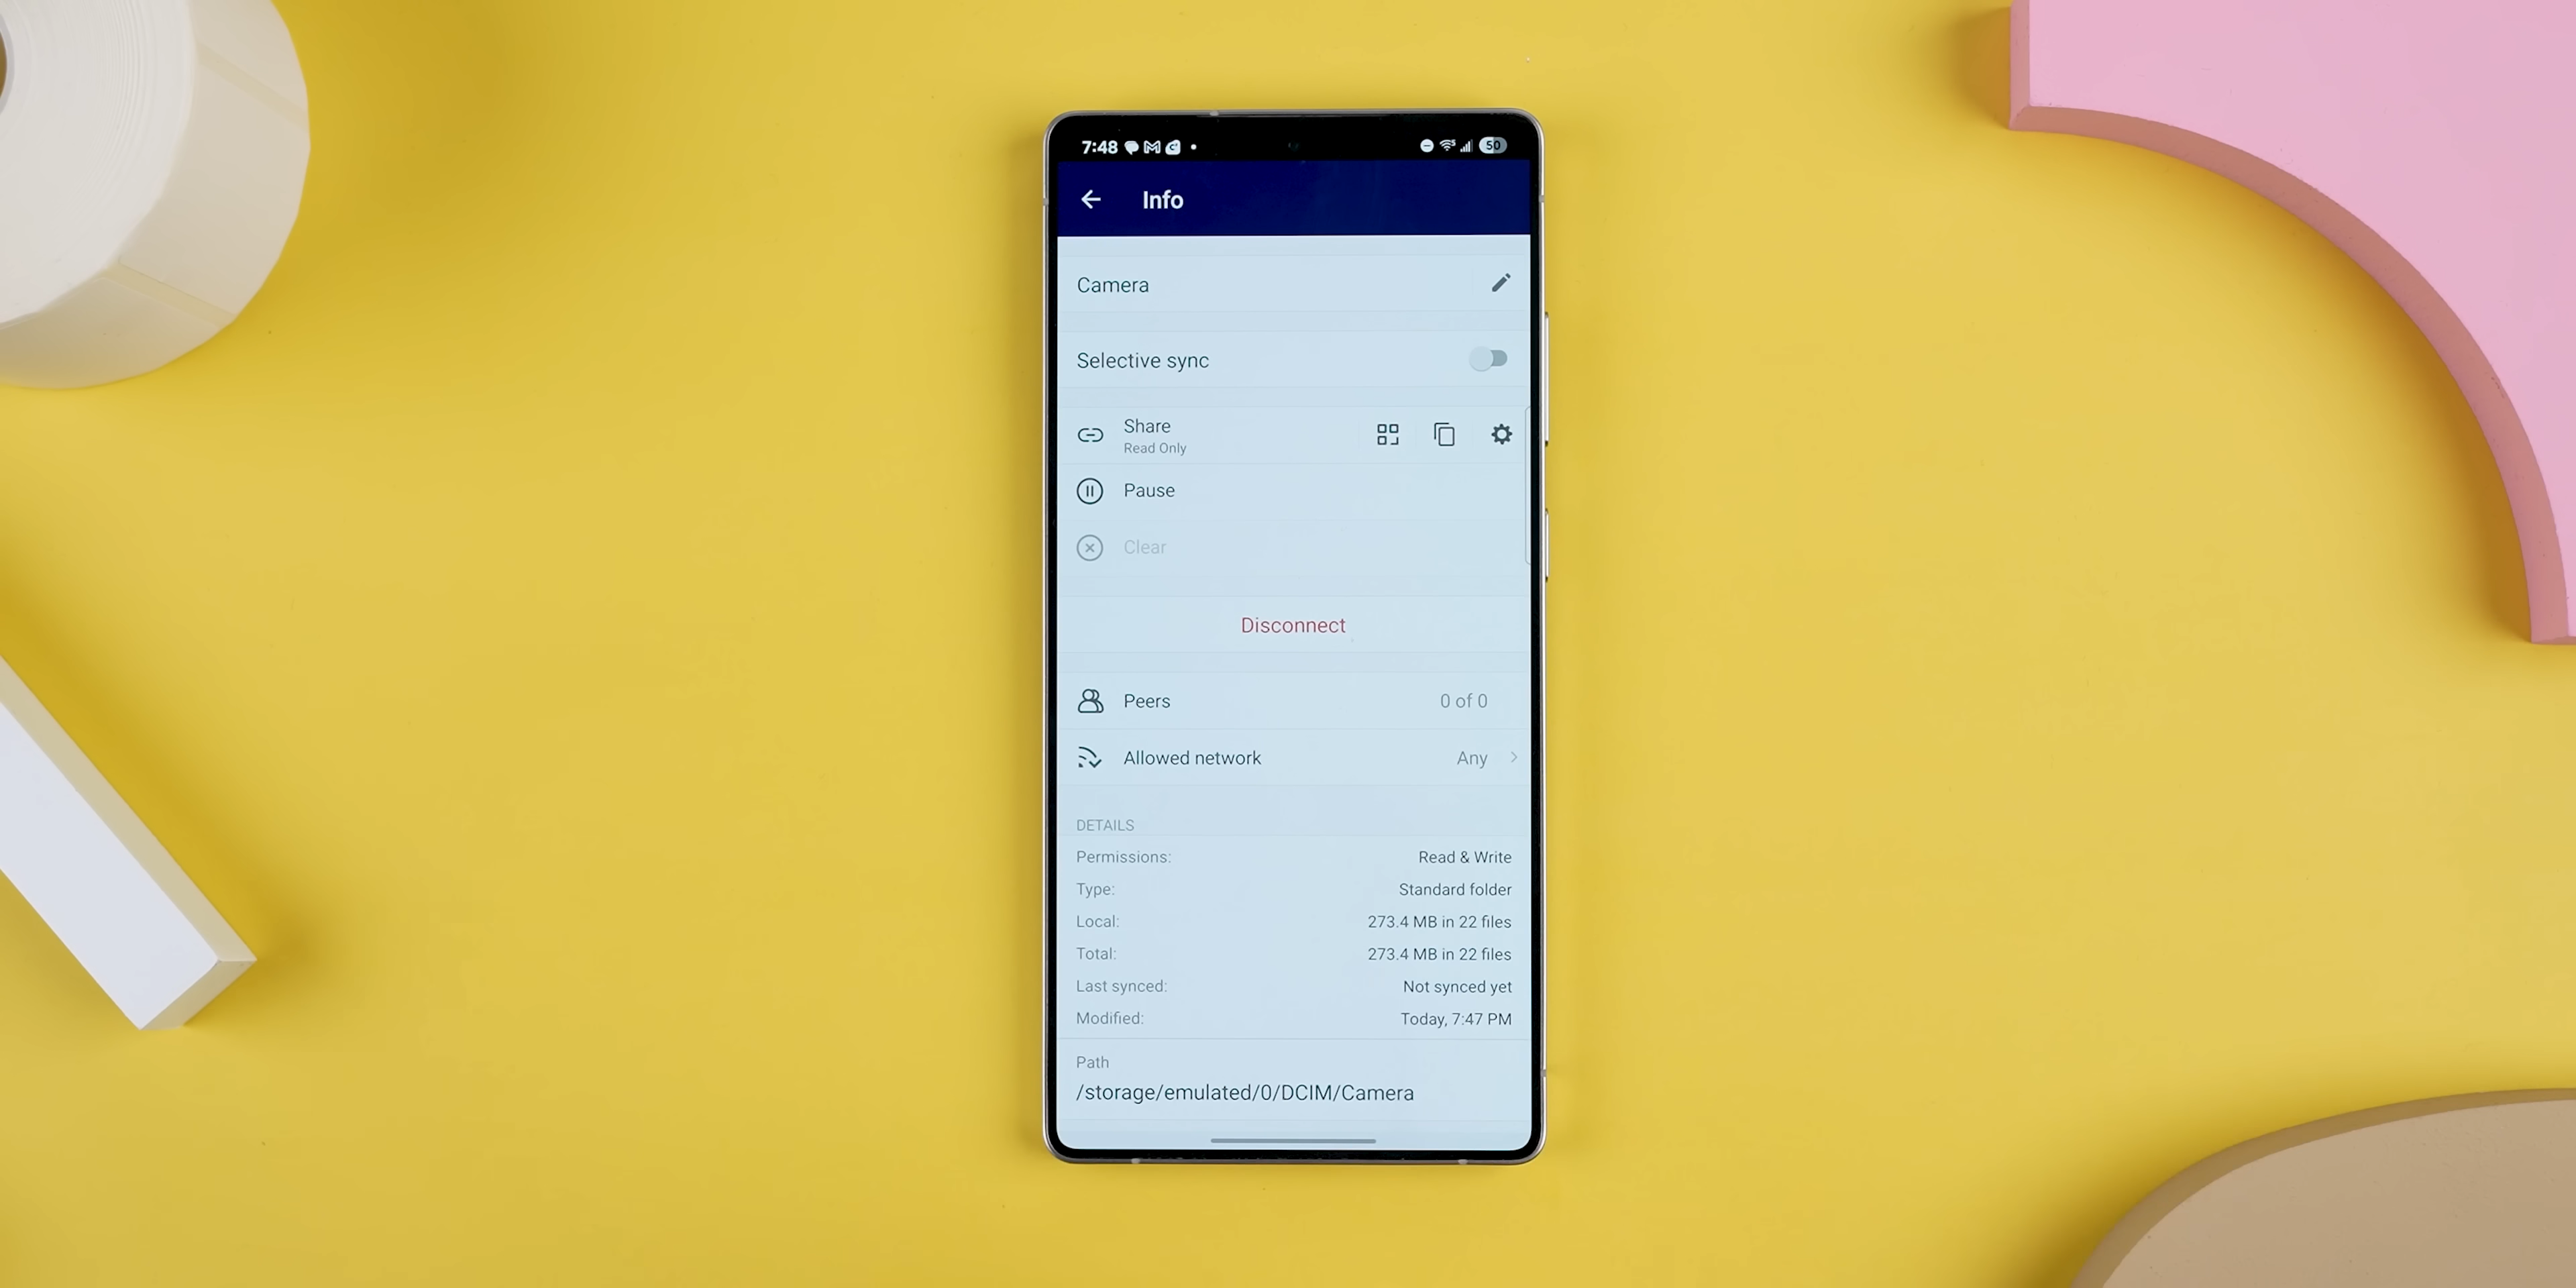 7:48
50
Info
Camera
Selective sync
Share
Read Only
Pause
Clear
Disconnect
Peers 0 of 0
Allowed network Any
DETAILS
Permissions: Read & Write
Type: Standard folder
Local: 273.4 MB in 22 files
Total: 273.4 MB in 22 files
Last synced: Not synced yet
Modified: Today, 7:47 PM
Path
/storage/emulated/0/DCIM/Camera